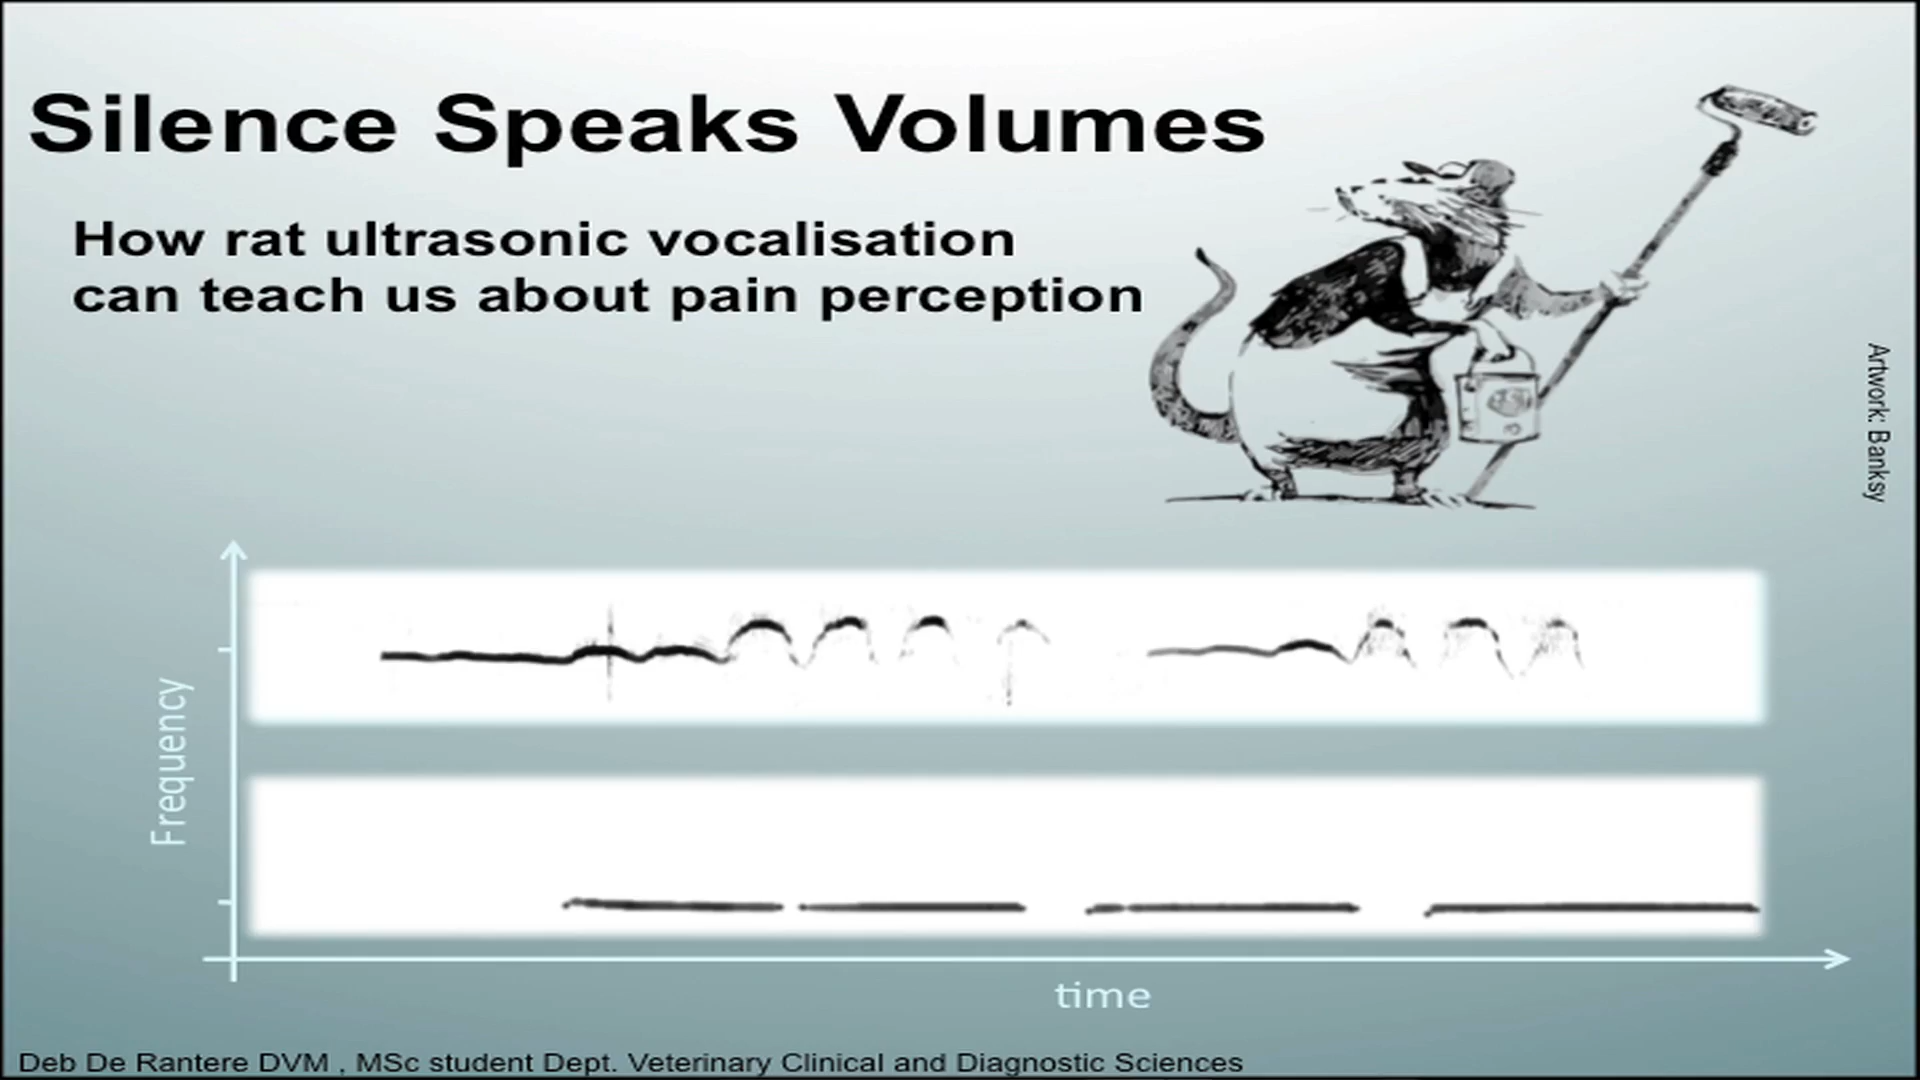 Silence Speaks Volumes
How rat ultrasonic vocalisation
can teach us about pain perception
Artwork: Banksy
Frequency
time
Deb De Rantere DVM , MSc student Dept. Veterinary Clinical and Diagnostic Sciences